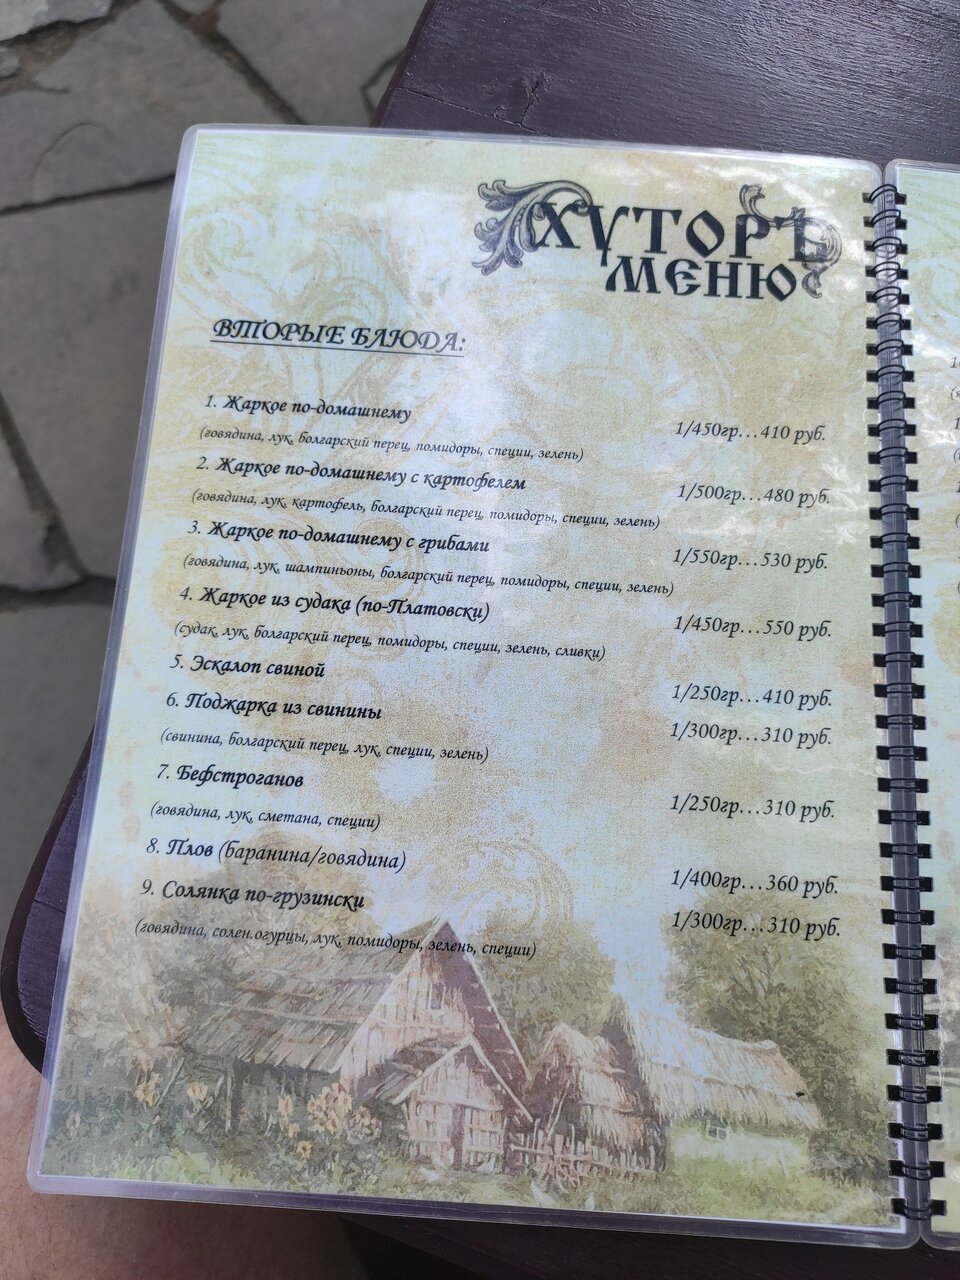 ХУТОРЪ
МЕНЮ
ВТОРЫЕ БЛЮДА:
1. Жаркое по-домашнему 1/450гр...410 руб.
(говядина, лук, болгарский перец, помидоры, специи, зелень)
2. Жаркое по-домашнему с картофелем 1/500гр...480 руб.
(говядина, лук, картофель, болгарский перец, помидоры, специи, зелень)
3. Жаркое по-домашнему с грибами 1/550гр...530 руб.
(говядина, лук, шампиньоны, болгарский перец, помидоры, специи, зелень)
4. Жаркое из судака (по-Платовски) 1/450гр...550 руб.
(судак, лук, болгарский перец, помидоры, специи, зелень, сливки)
5. Эскалоп свиной 1/250гр...410 руб.
6. Поджарка из свинины 1/300гр...310 руб.
(свинина, болгарский перец, лук, специи, зелень)
7. Бефстроганов 1/250гр...310 руб.
(говядина, лук, сметана, специи)
8. Плов (баранина/говядина) 1/400гр...360 руб.
9. Солянка по-грузински 1/300гр...310 руб.
(говядина, солен.огурцы, лук, помидоры, зелень, специи)